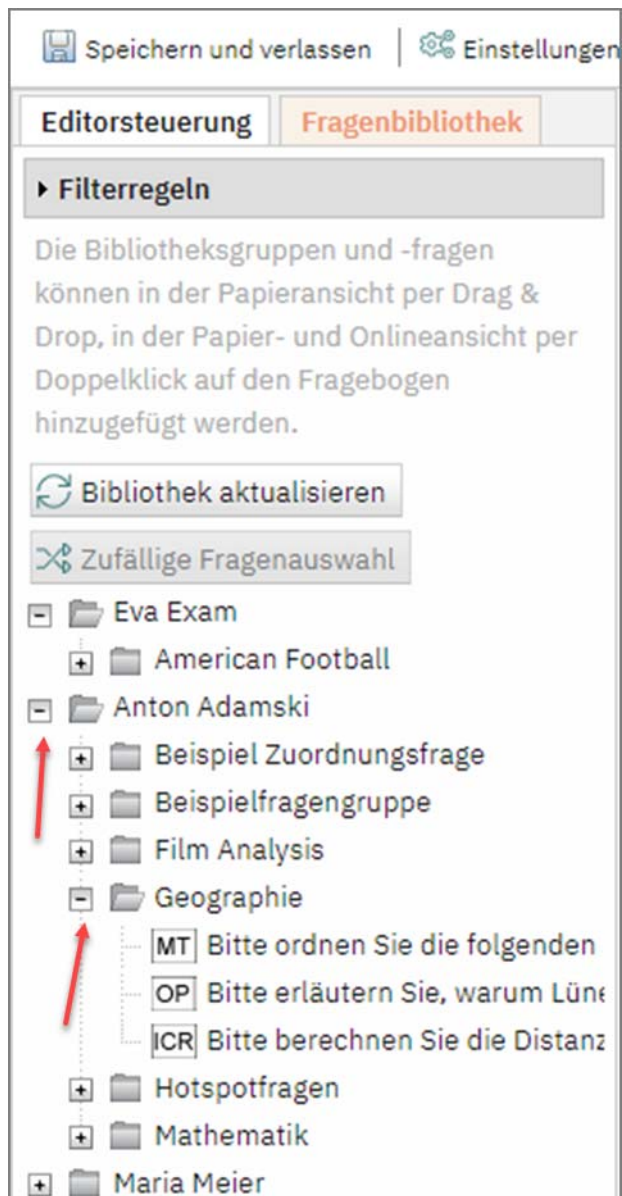 Speichern und verlassen Einstellungen
Editorsteuerung Fragenbibliothek
Filterregeln
Die Bibliotheksgruppen und -fragen
können in der Papieransicht per Drag &
Drop, in der Papier- und Onlineansicht per
Doppelklick auf den Fragebogen
hinzugefügt werden.
Bibliothek aktualisieren
Zufällige Fragenauswahl
Eva Exam
American Football
Anton Adamski
Beispiel Zuordnungsfrage
Beispielfragengruppe
Film Analysis
Geographie
MT Bitte ordnen Sie die folgenden
OP Bitte erläutern Sie, warum Lüne
ICR Bitte berechnen Sie die Distanz
Hotspotfragen
Mathematik
Maria Meier